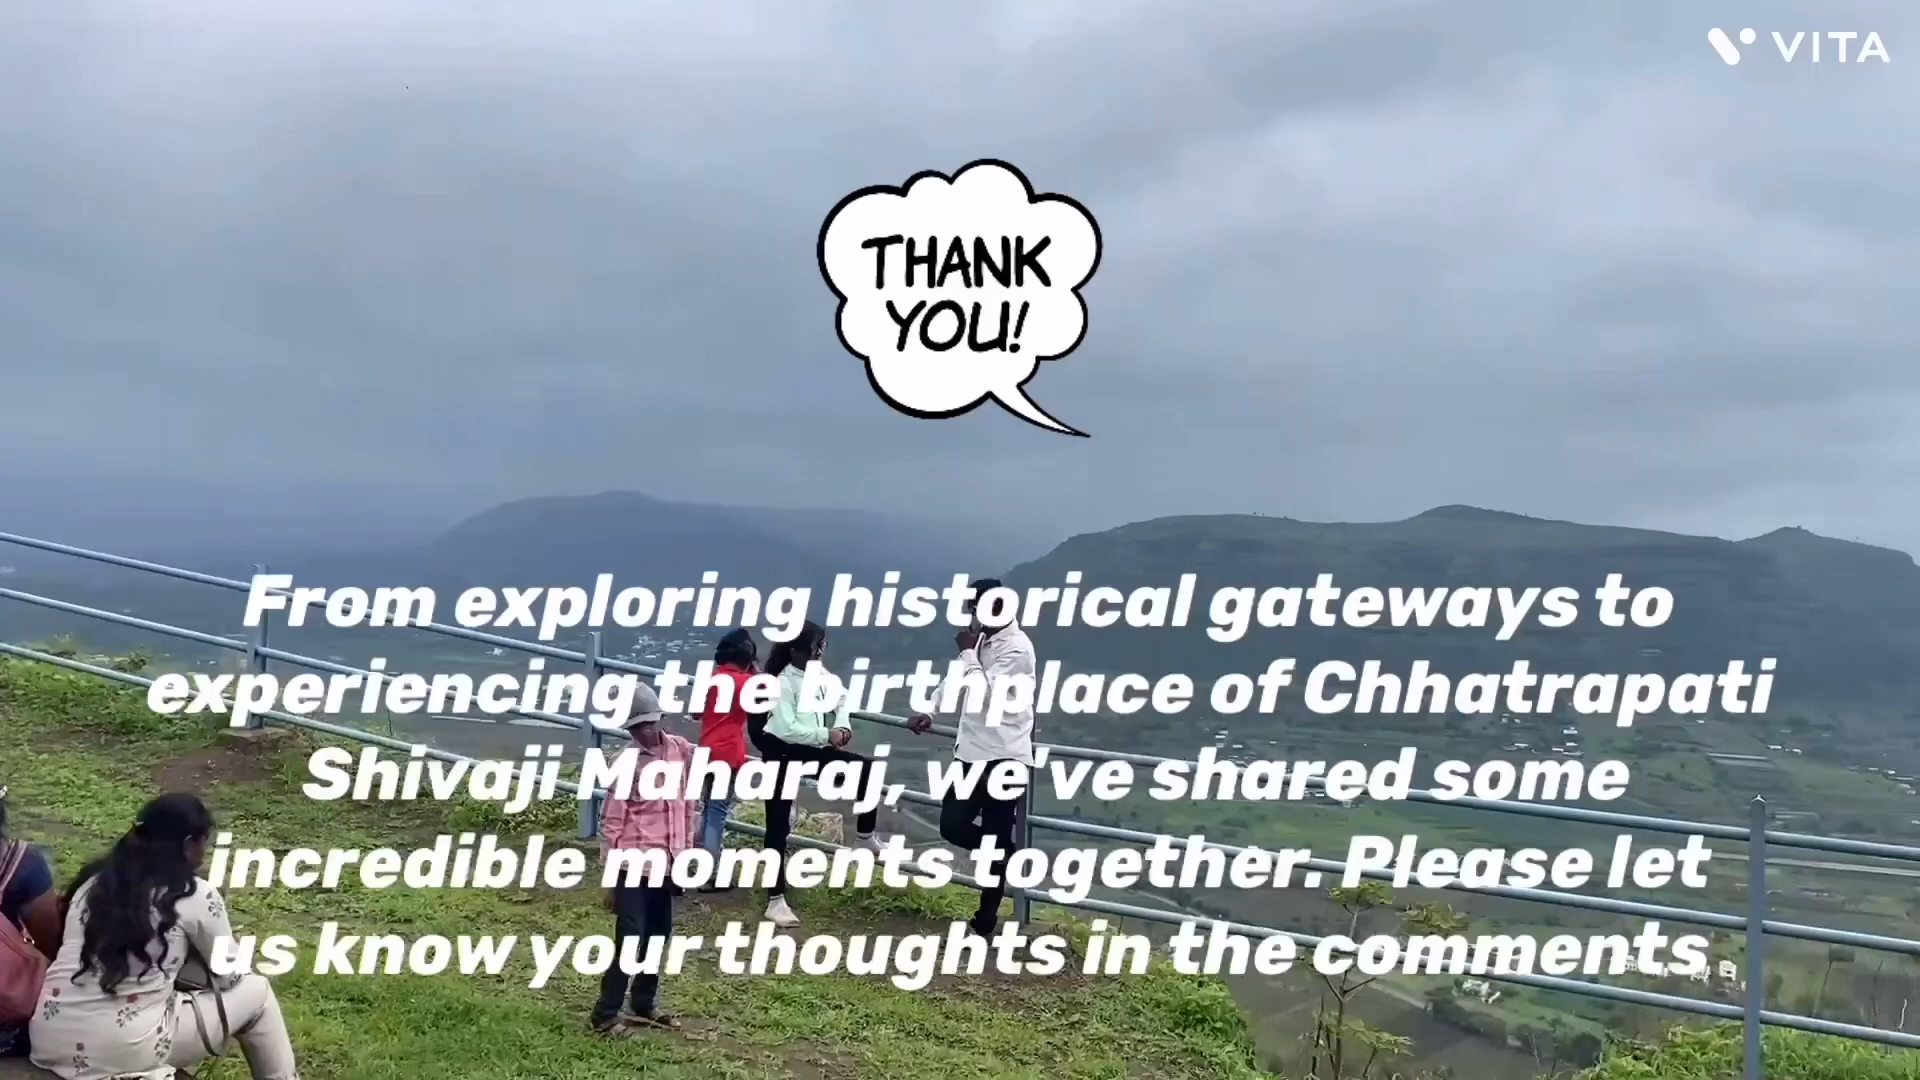 VITA
THANK
YOU!
From exploring historical gateways to
experiencing the birthplace of Chhatrapati
Shivaji Maharaj, we've shared some
incredible moments together. Please let
us know your thoughts in the comments